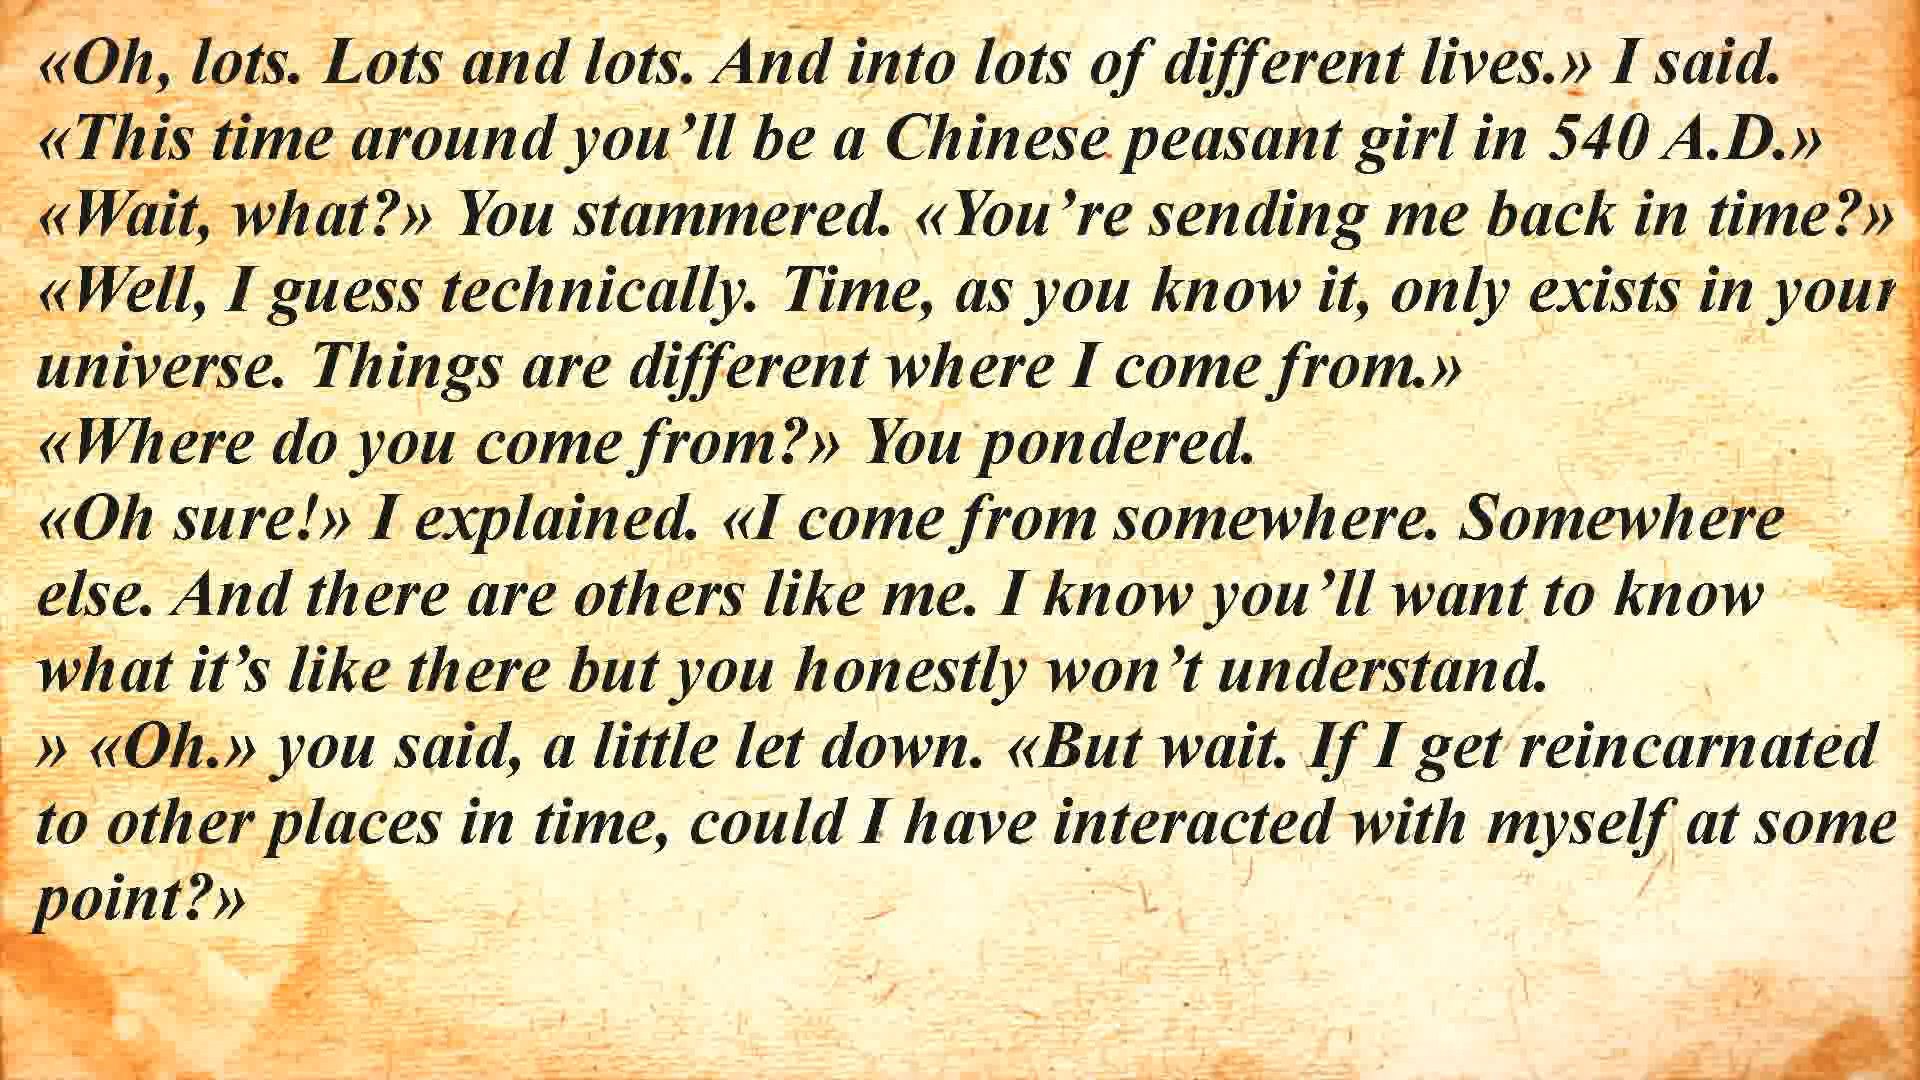 «Oh, lots. Lots and lots. And into lots of different lives.» I said.
«This time around you’ll be a Chinese peasant girl in 540 A.D.»
«Wait, what?» You stammered. «You’re sending me back in time?»
«Well, I guess technically. Time, as you know it, only exists in your
universe. Things are different where I come from.»
«Where do you come from?» You pondered.
«Oh sure!» I explained. «I come from somewhere. Somewhere
else. And there are others like me. I know you’ll want to know
what it’s like there but you honestly won’t understand.
» «Oh.» you said, a little let down. «But wait. If I get reincarnated
to other places in time, could I have interacted with myself at some
point?»